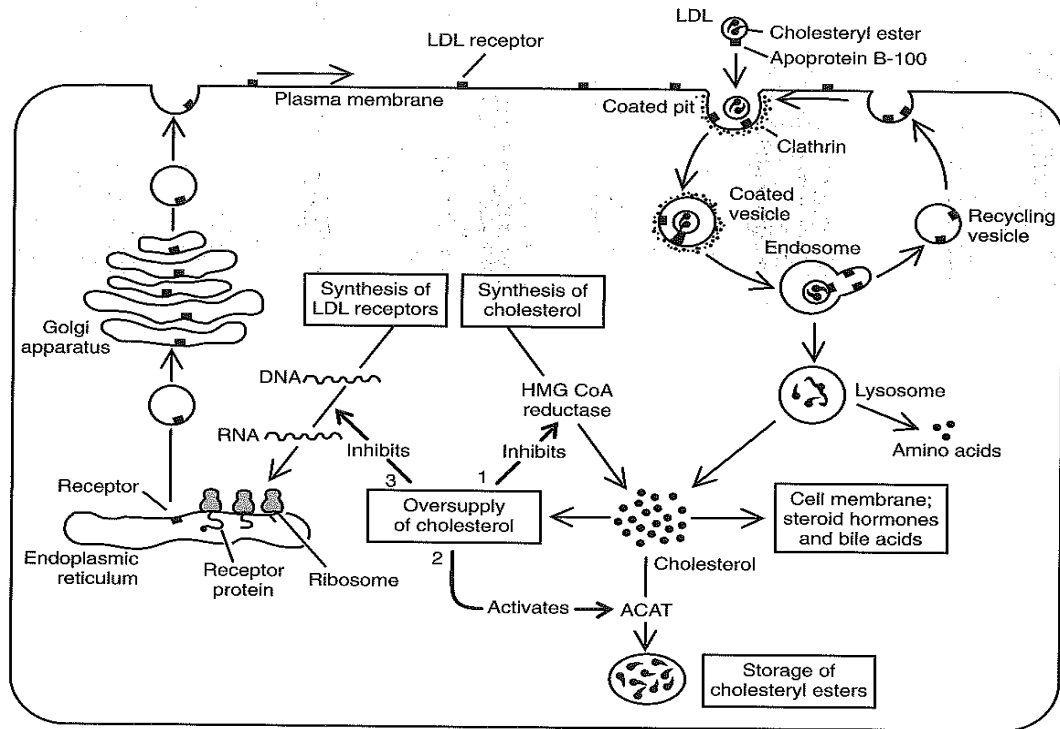 LDL
Cholesteryl ester
Apoprotein B-100
LDL receptor
Plasma membrane
Coated pit
Clathrin
Coated
vesicle
Recycling
vesicle
Endosome
Golgi
apparatus
Synthesis of
LDL receptors
Synthesis of
cholesterol
DNA
HMG CoA
reductase
Lysosome
RNA
Inhibits
Inhibits
Amino acids
3
1
Receptor
Oversupply
of cholesterol
Cell membrane;
steroid hormones
and bile acids
Endoplasmic
reticulum
Receptor
protein
Ribosome
2
Cholesterol
Activates
ACAT
Storage of
cholesteryl esters